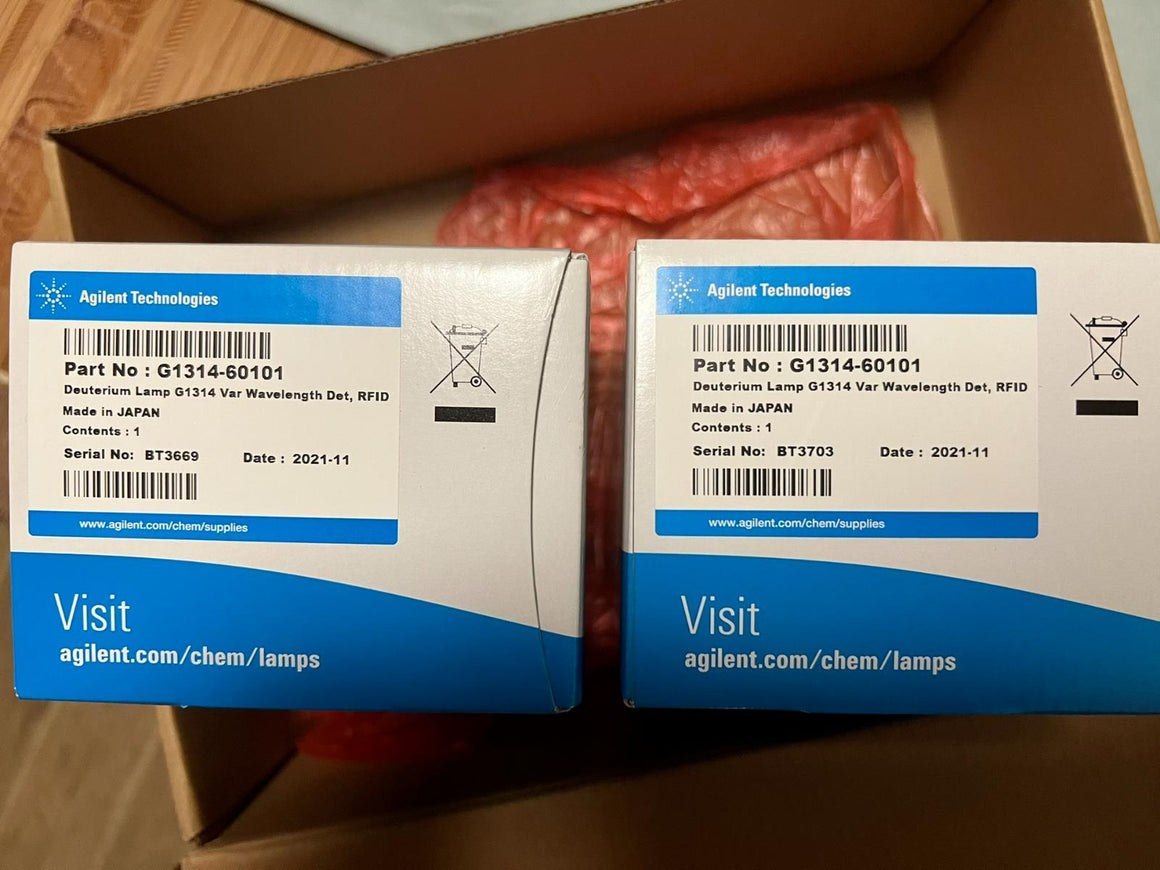 Agilent Technologies
Part No : G1314-60101
Deuterium Lamp G1314 Var Wavelength Det, RFID
Made in JAPAN
Contents : 1
Serial No: BT3669 Date : 2021-11
www.agilent.com/chem/supplies
Visit
agilent.com/chem/lamps
Agilent Technologies
Part No : G1314-60101
Deuterium Lamp G1314 Var Wavelength Det, RFID
Made in JAPAN
Contents : 1
Serial No: BT3703 Date : 2021-11
www.agilent.com/chem/supplies
Visit
agilent.com/chem/lamps